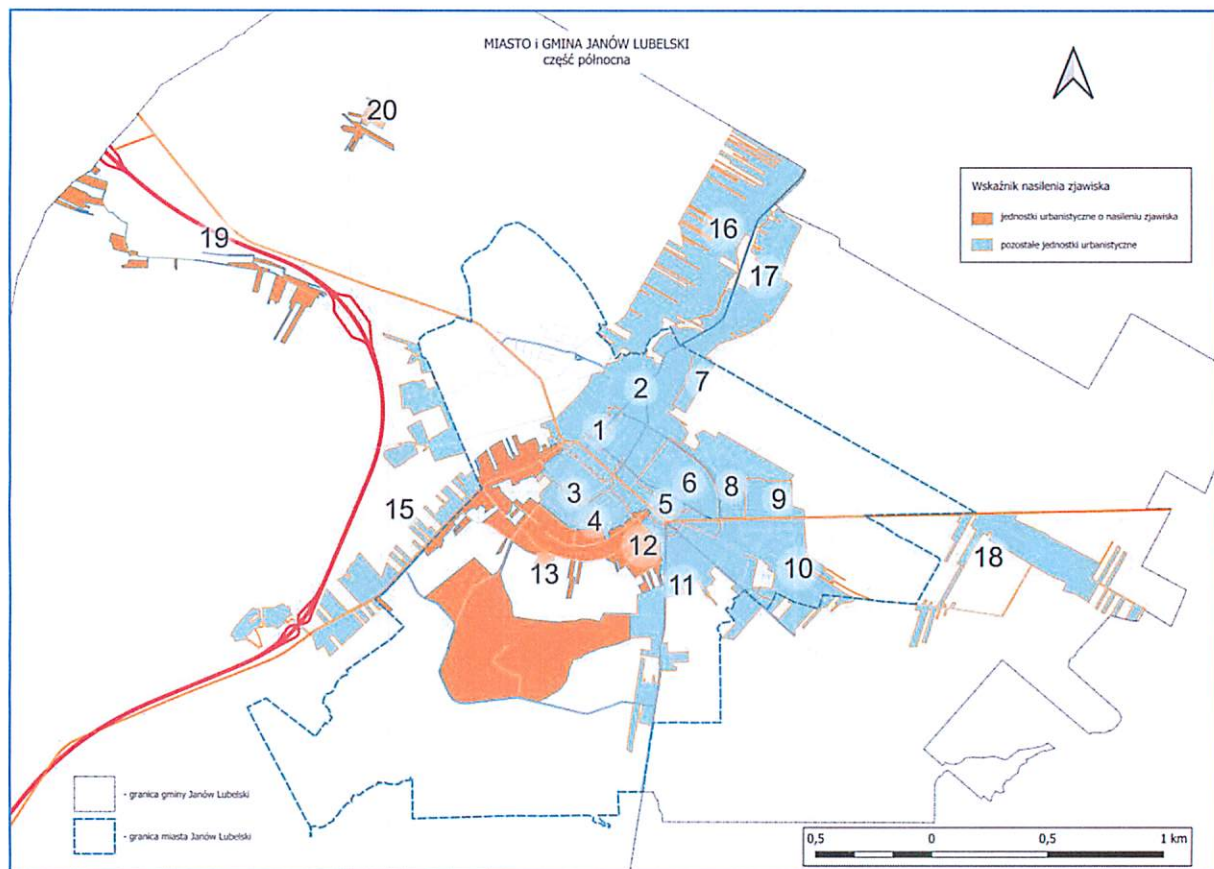 MIASTO i GMINA JANÓW LUBELSKI
część północna
20
Wskaźnik nasilenia zjawiska
jednostki urbanistyczne o nasileniu zjawiska
pozostałe jednostki urbanistyczne
19
16
17
2
7
1
3
6
8
9
5
4
15
12
13
11
10
18
- granica gminy Janów Lubelski
- granica miasta Janów Lubelski
0,5
0
0,5
1 km